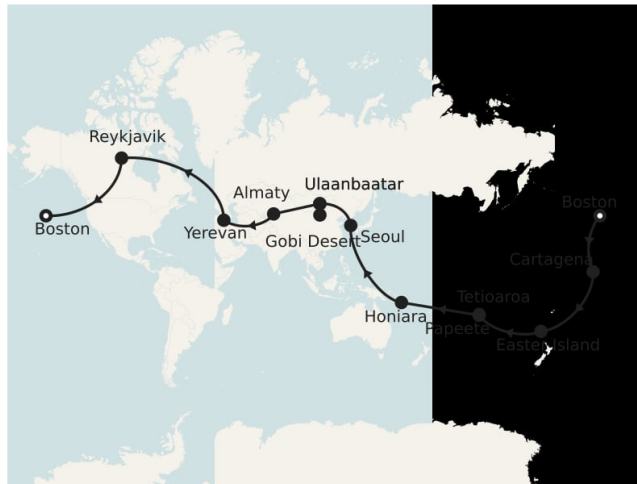 Reykjavik
Almaty
Ulaanbaatar
Boston
Boston
Yerevan
Gobi Desert
Seoul
Cartagena
Tetioaroa
Honiara
Papeete
Easter Island